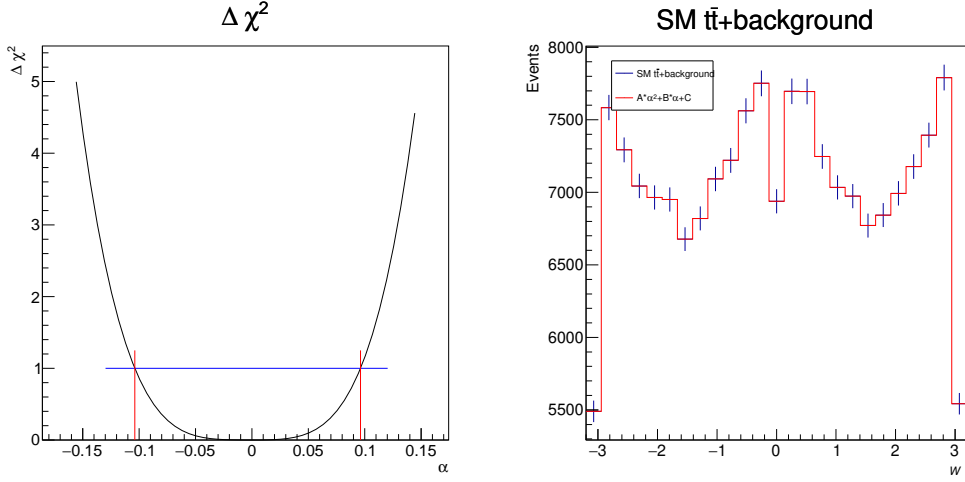 Δ χ²
Δ χ²
5
4
3
2
1
0
−0.15 −0.1 −0.05 0 0.05 0.1 0.15
α
SM tt̄+background
Events
8000
7500
7000
6500
6000
5500
SM tt̄+background
A*α²+B*α+C
−3 −2 −1 0 1 2 3
w